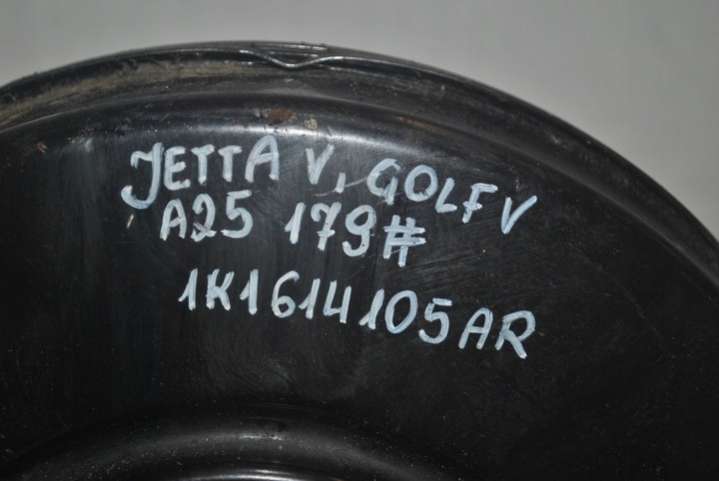 JETTA V, GOLF V
A25 179#
1K1614105AR